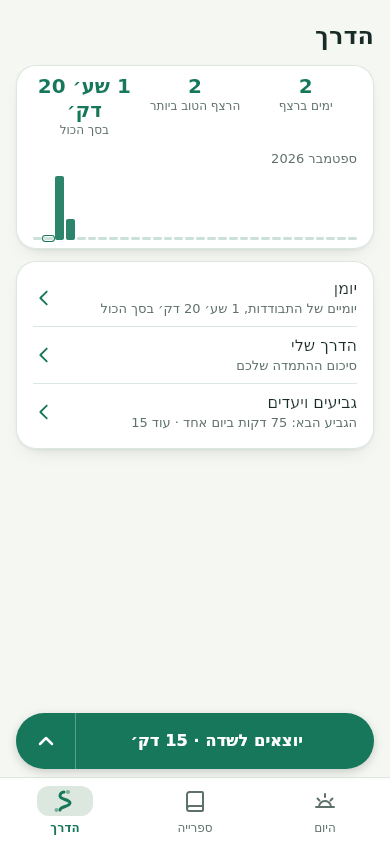 הדרך
2
ימים ברצף
2
הרצף הטוב ביותר
1 שע׳ 20
דק׳
בסך הכול
ספטמבר 2026
יומן
יומיים של התבודדות, 1 שע׳ 20 דק׳ בסך הכול
הדרך שלי
סיכום ההתמדה שלכם
גביעים ויעדים
הגביע הבא: 75 דקות ביום אחד · עוד 15
יוצאים לשדה · 15 דק׳
היום
ספרייה
הדרך